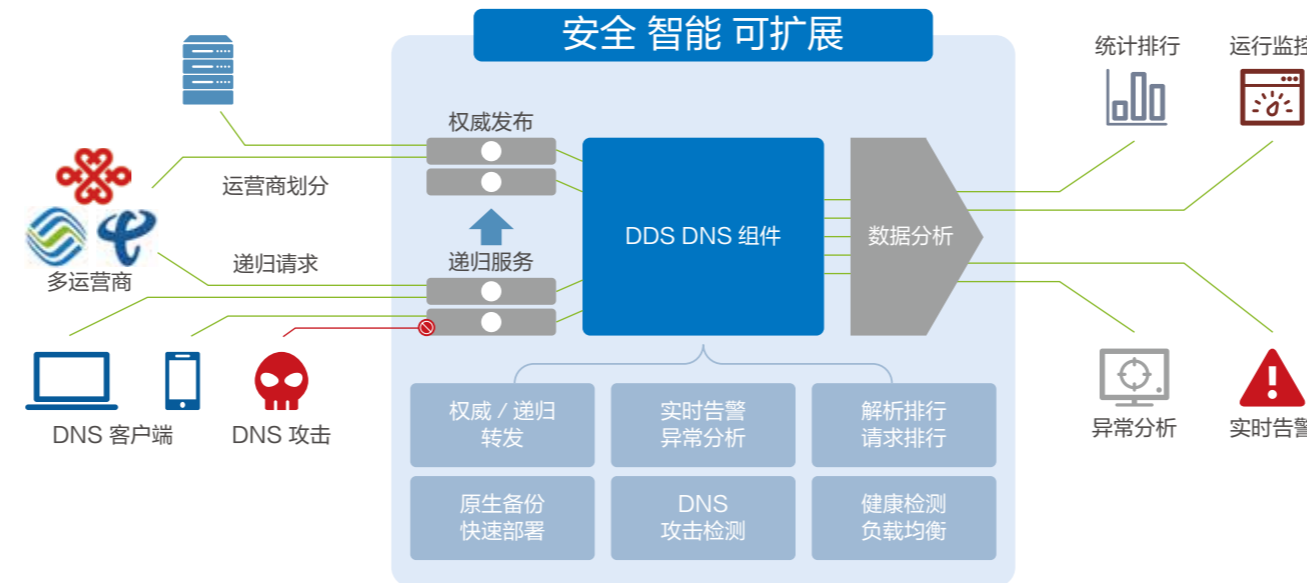 安全 智能 可扩展
统计排行
运行监控
权威发布
运营商划分
DDS DNS 组件
数据分析
递归服务
递归请求
多运营商
DNS 客户端
DNS 攻击
权威 / 递归
转发
实时告警
异常分析
解析排行
请求排行
异常分析
实时告警
原生备份
快速部署
DNS
攻击检测
健康检测
负载均衡